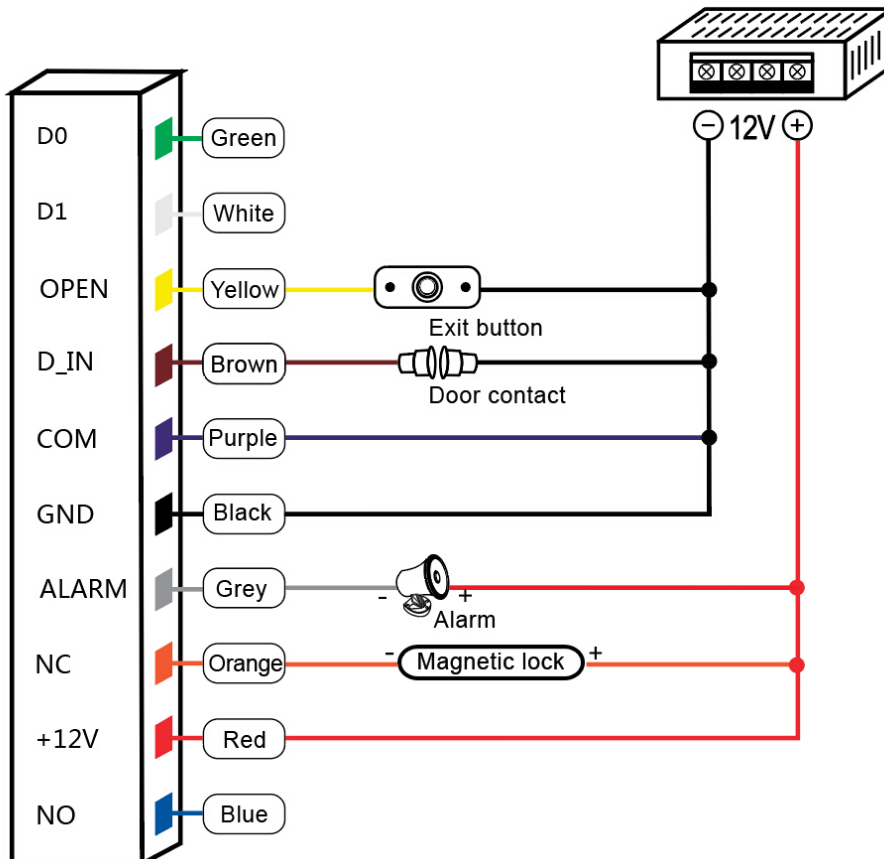 − 12V +
D0 Green
D1 White
OPEN Yellow
Exit button
D_IN Brown
Door contact
COM Purple
GND Black
ALARM Grey - +
Alarm
NC Orange - Magnetic lock +
+12V Red
NO Blue